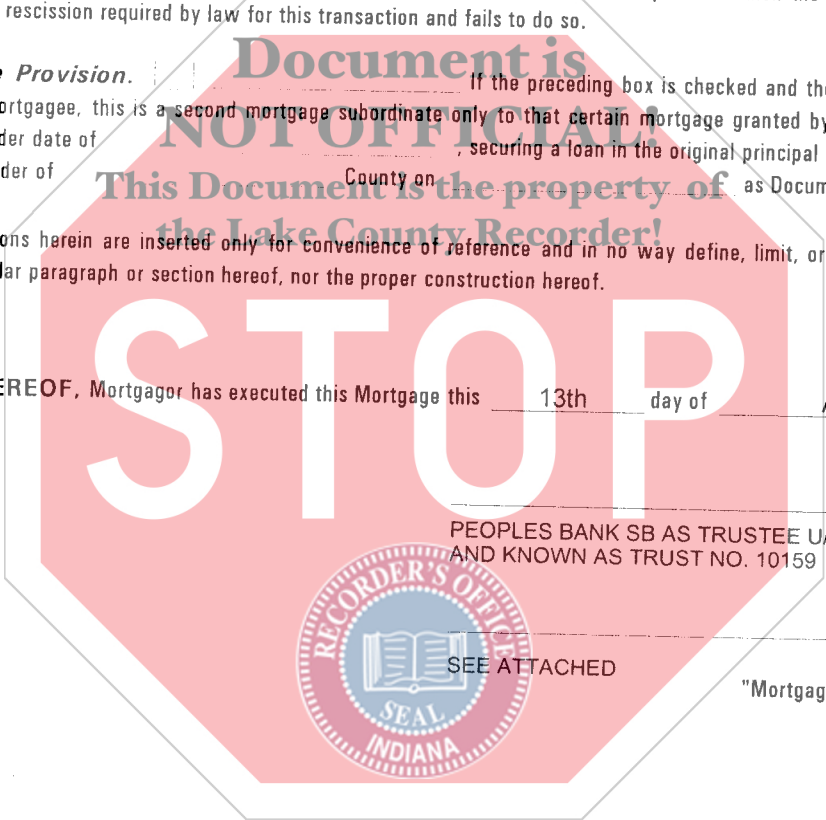 rescission required by law for this transaction and fails to do so.
Document is
Provision. If the preceding box is checked and the
ortgagee, this is a second mortgage subordinate only to that certain mortgage granted by
NOT OFFICIAL!
der date of , securing a loan in the original principal
der of County on as Docum
This Document is the property of
the Lake County Recorder!
ons herein are inserted only for convenience of reference and in no way define, limit, or
lar paragraph or section hereof, nor the proper construction hereof.
STOP
EREOF, Mortgagor has executed this Mortgage this 13th day of
PEOPLES BANK SB AS TRUSTEE U
AND KNOWN AS TRUST NO. 10159
RECORDER'S OFFICE
SEE ATTACHED
"Mortgag
SEAL
INDIANA